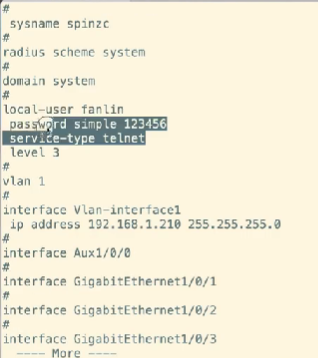 #
sysname spinzc
#
radius scheme system
#
domain system
#
local-user fanlin
password simple 123456
service-type telnet
level 3
#
vlan 1
#
interface Vlan-interface1
ip address 192.168.1.210 255.255.255.0
#
interface Aux1/0/0
#
interface GigabitEthernet1/0/1
#
interface GigabitEthernet1/0/2
#
interface GigabitEthernet1/0/3
---- More ----